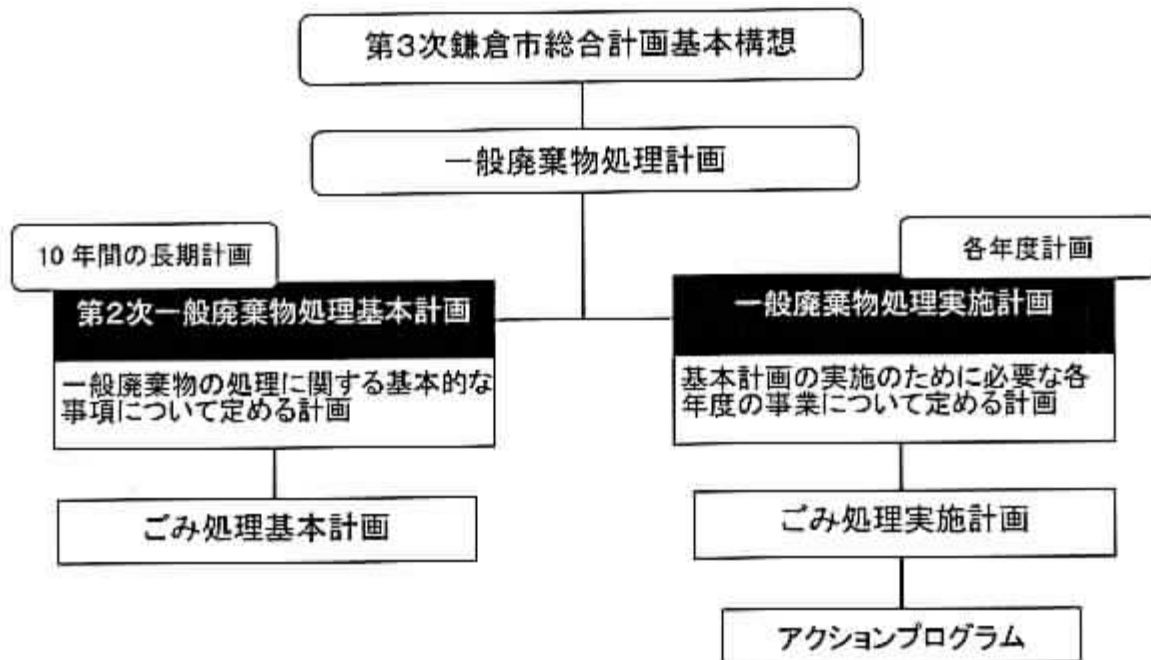 第3次鎌倉市総合計画基本構想
一般廃棄物処理計画
10年間の長期計画
各年度計画
第2次一般廃棄物処理基本計画
一般廃棄物処理実施計画
一般廃棄物の処理に関する基本的な
事項について定める計画
基本計画の実施のために必要な各
年度の事業について定める計画
ごみ処理基本計画
ごみ処理実施計画
アクションプログラム